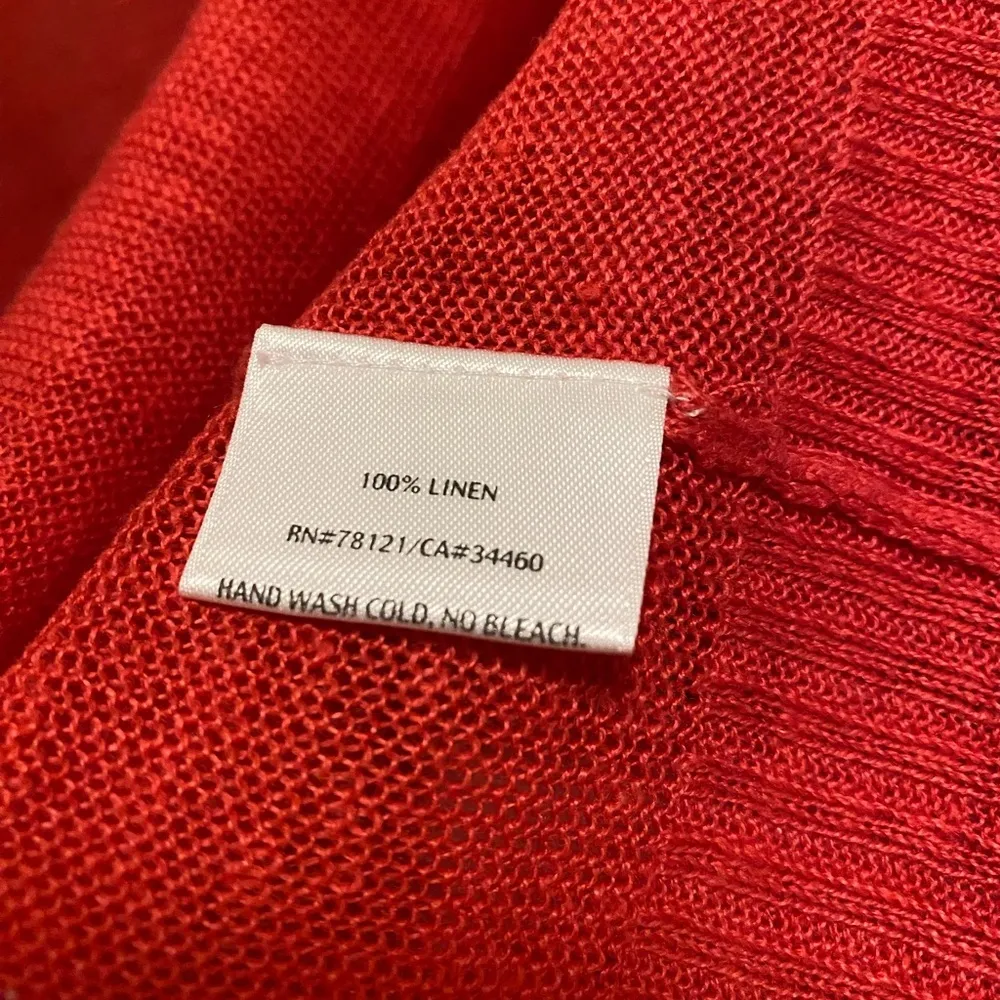 100% LINEN
RN#78121/CA#34460
HAND WASH COLD, NO BLEACH.